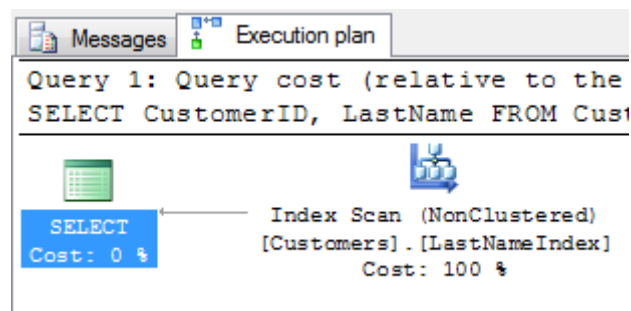 Messages
Execution plan
Query 1: Query cost (relative to the
SELECT CustomerID, LastName FROM Cust
SELECT
Cost: 0 %
Index Scan (NonClustered)
[Customers].[LastNameIndex]
Cost: 100 %